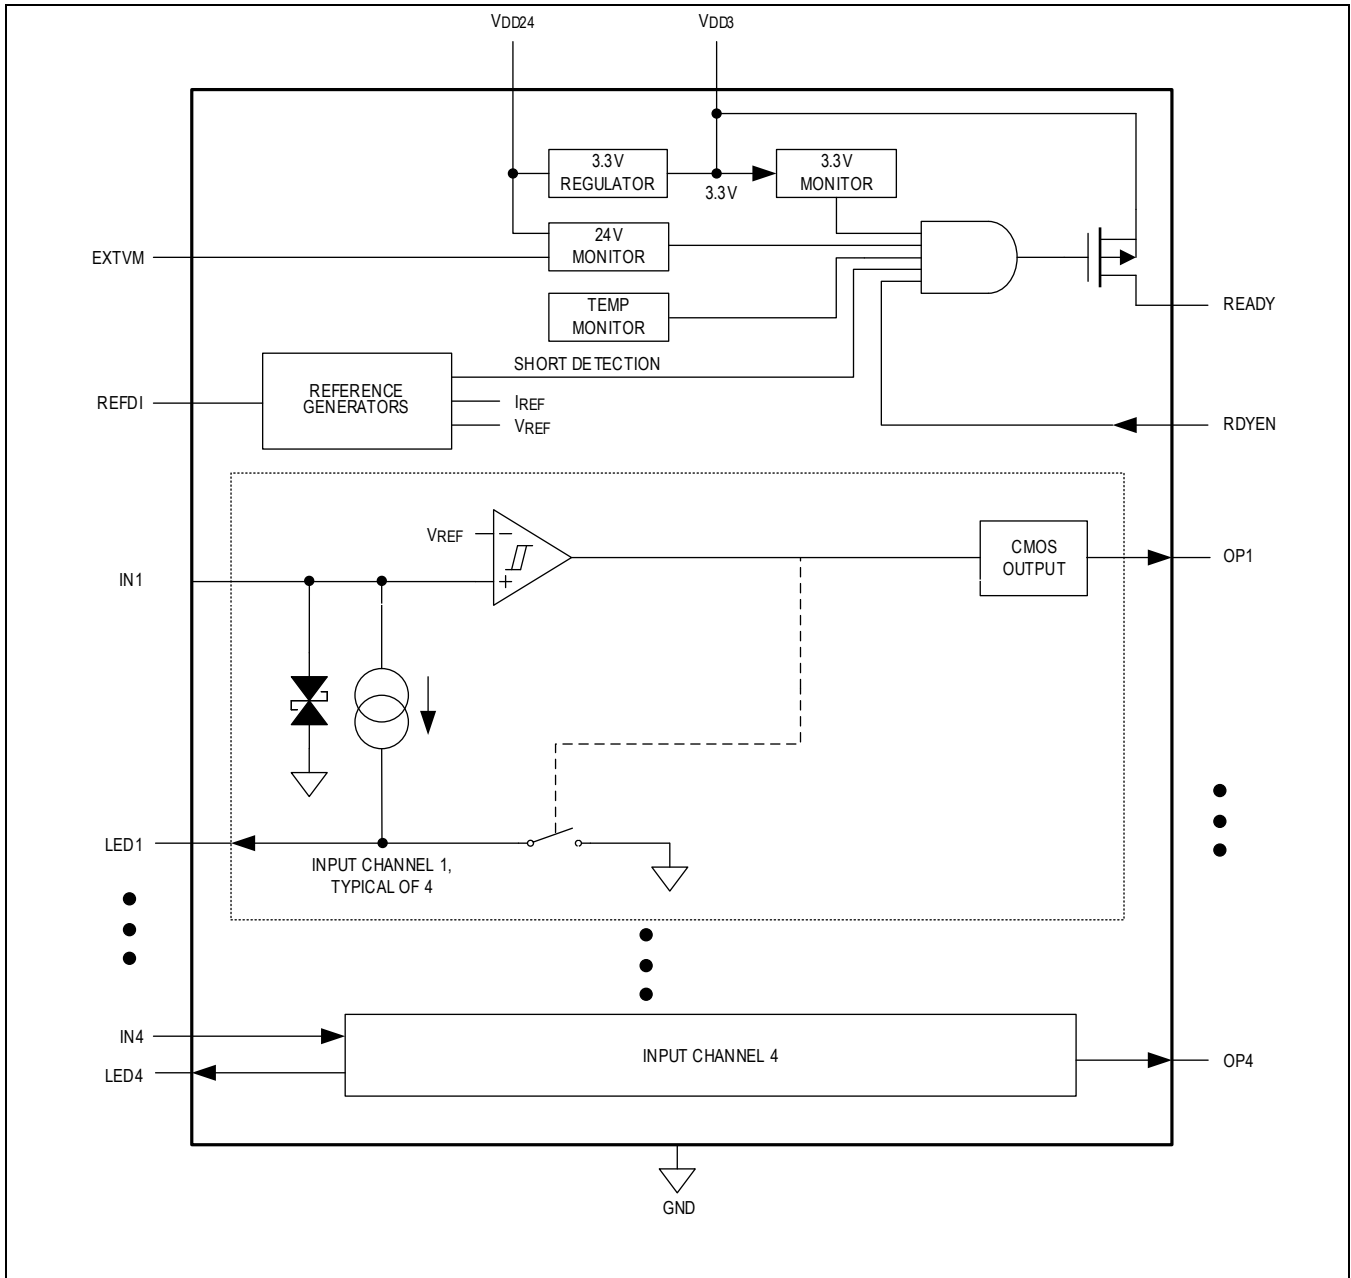 VDD24
VDD3
3.3V
REGULATOR
3.3V
3.3V
MONITOR
EXTVM
24V
MONITOR
TEMP
MONITOR
READY
SHORT DETECTION
REFDI
REFERENCE
GENERATORS
IREF
VREF
RDYEN
VREF
IN1
CMOS
OUTPUT
OP1
LED1
INPUT CHANNEL 1,
TYPICAL OF 4
IN4
LED4
INPUT CHANNEL 4
OP4
GND